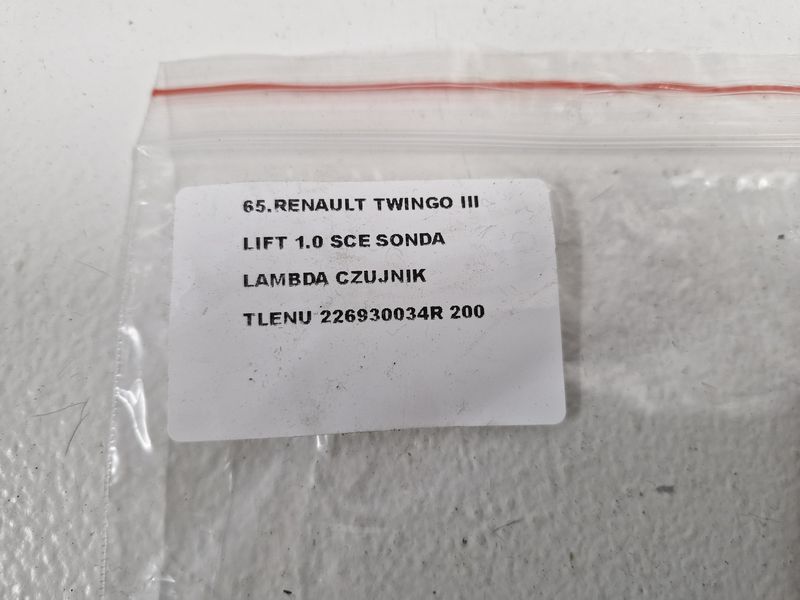 65.RENAULT TWINGO III
LIFT 1.0 SCE SONDA
LAMBDA CZUJNIK
TLENU 226930034R 200